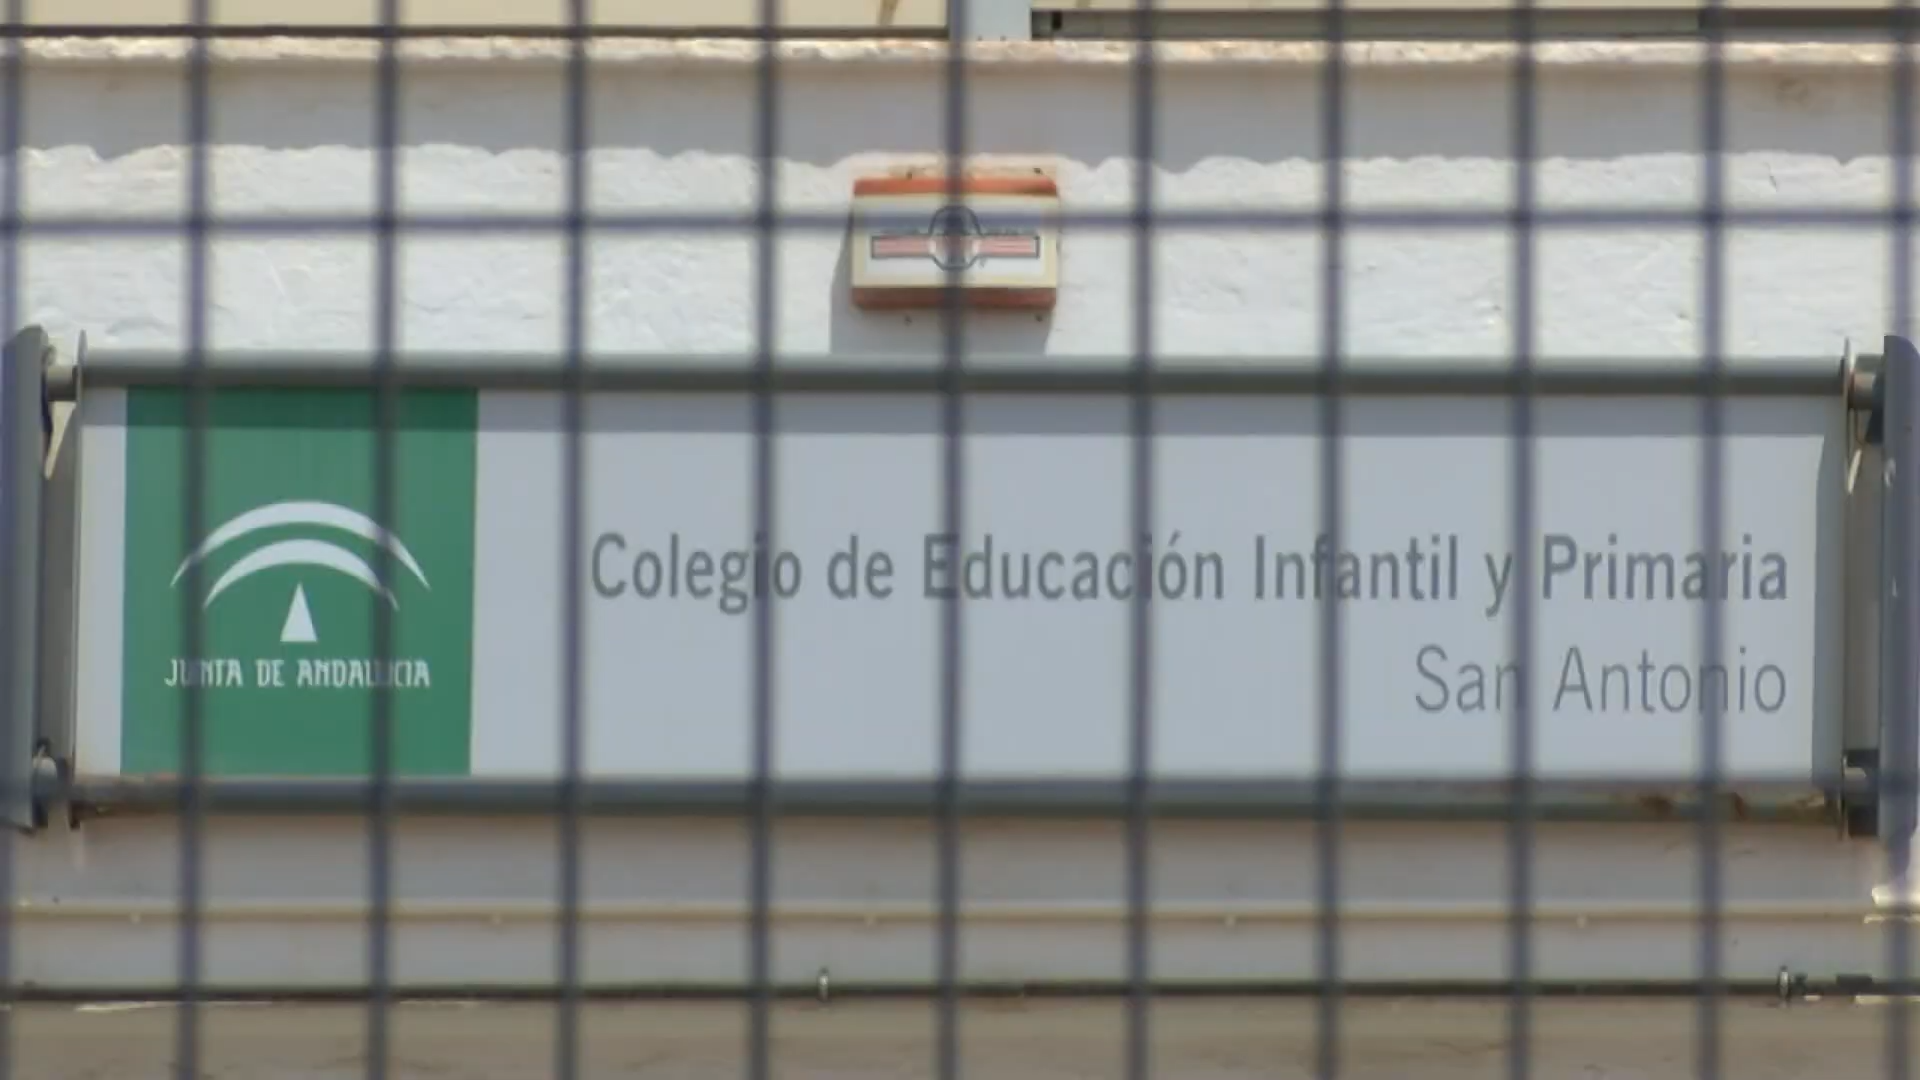 Colegio de Educación Infantil y Primaria
San Antonio
JUNTA DE ANDALUCIA